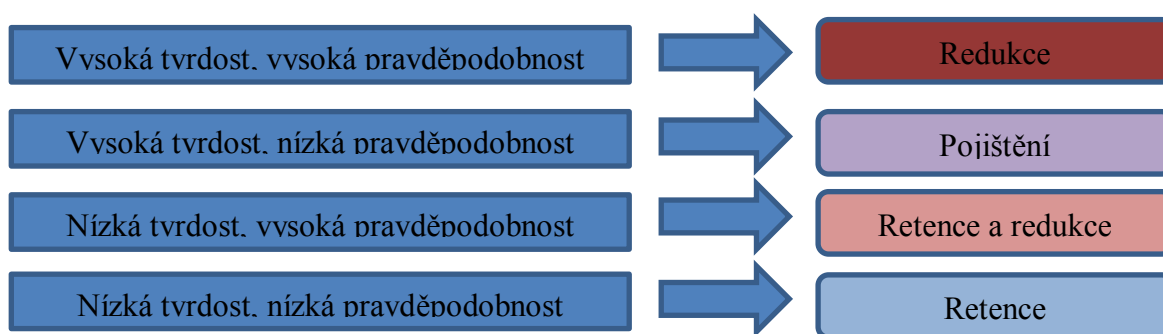 Vysoká tvrdost, vysoká pravděpodobnost
Redukce
Vysoká tvrdost, nízká pravděpodobnost
Pojištění
Nízká tvrdost, vysoká pravděpodobnost
Retence a redukce
Nízká tvrdost, nízká pravděpodobnost
Retence